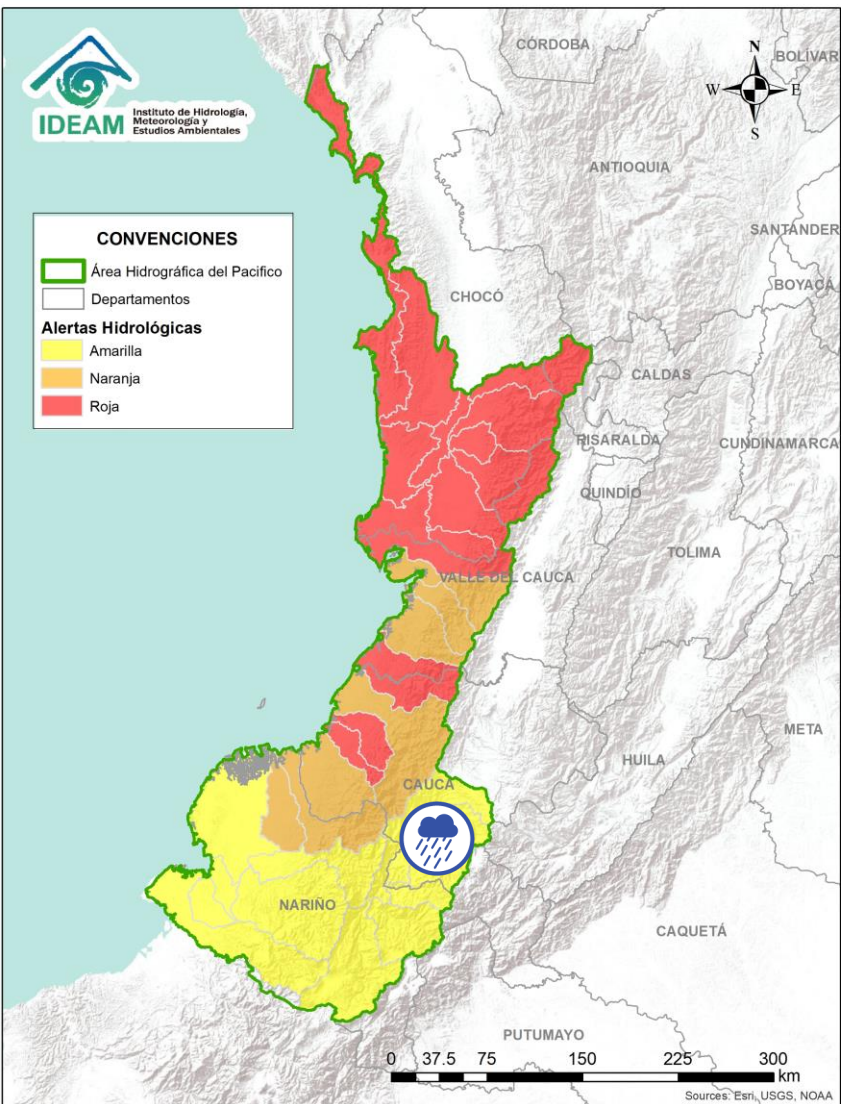 IDEAM
Instituto de Hidrología,
Meteorología y
Estudios Ambientales
CÓRDOBA
BOLÍVAR
N
W
E
S
ANTIOQUIA
SANTANDER
BOYACÁ
CHOCÓ
CONVENCIONES
Área Hidrográfica del Pacifico
Departamentos
Alertas Hidrológicas
Amarilla
Naranja
Roja
CALDAS
RISARALDA
CUNDINAMARCA
QUINDÍO
TOLIMA
VALLE DEL CAUCA
META
HUILA
CAUCA
NARIÑO
CAQUETÁ
PUTUMAYO
0 37.5 75 150 225 300
km
Sources: Esri, USGS, NOAA